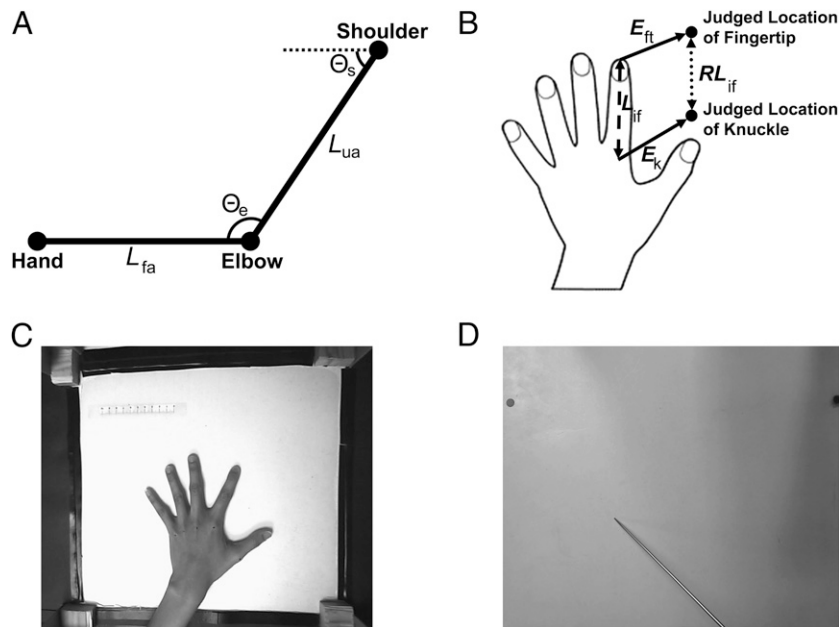 A
Shoulder
Θs
Lua
Θe
Hand
Lfa
Elbow
B
Judged Location
of Fingertip
Eft
RLif
Lif
Judged Location
of Knuckle
Ek
C
D